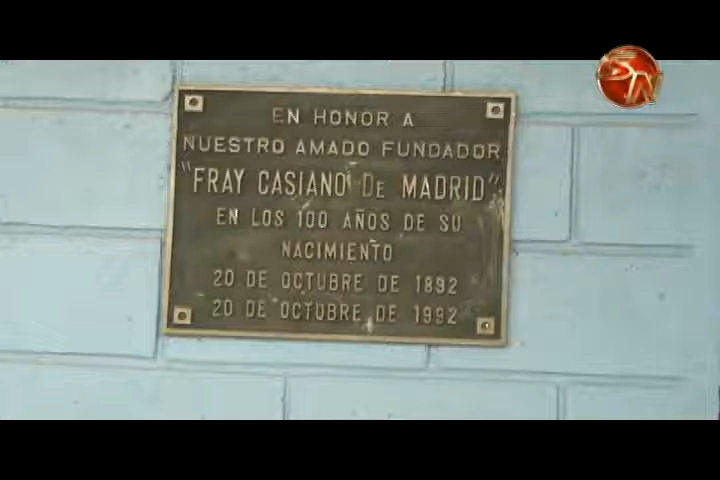 EN HONOR A
NUESTRO AMADO FUNDADOR
"FRAY CASIANO DE MADRID"
EN LOS 100 AÑOS DE SU
NACIMIENTO
20 DE OCTUBRE DE 1892
20 DE OCTUBRE DE 1992